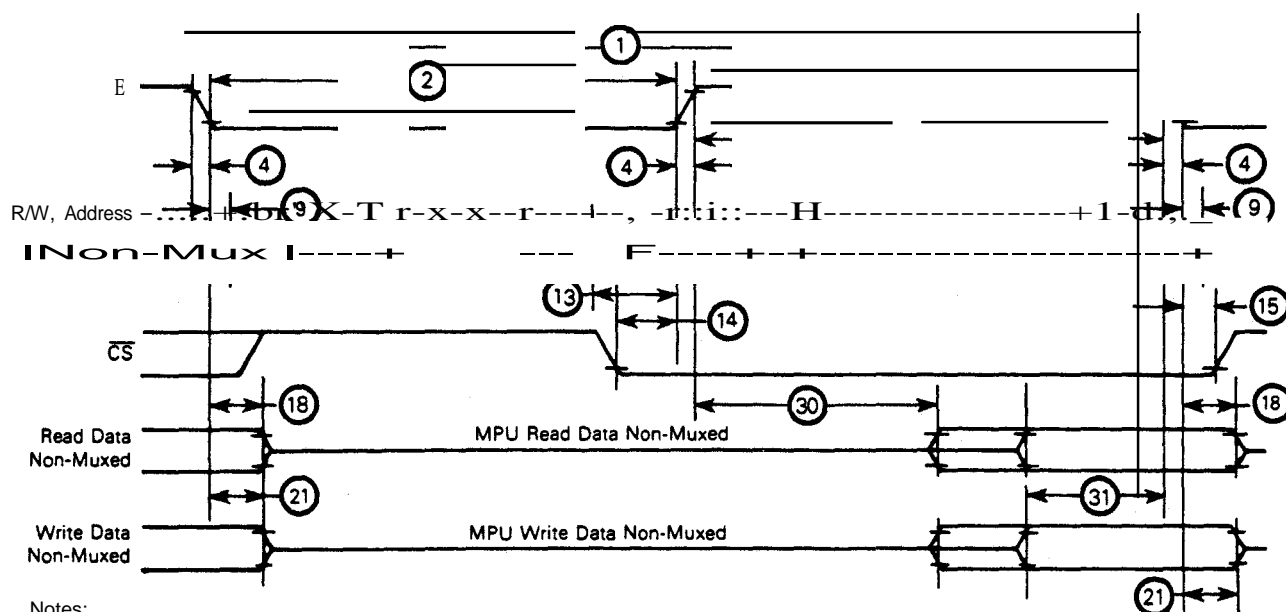 1
E
2
4
4
4
R/W, Address
9
9
INon-Mux I
13
14
15
CS
18
30
18
Read Data
Non-Muxed
MPU Read Data Non-Muxed
21
31
Write Data
Non-Muxed
MPU Write Data Non-Muxed
21
Notes: